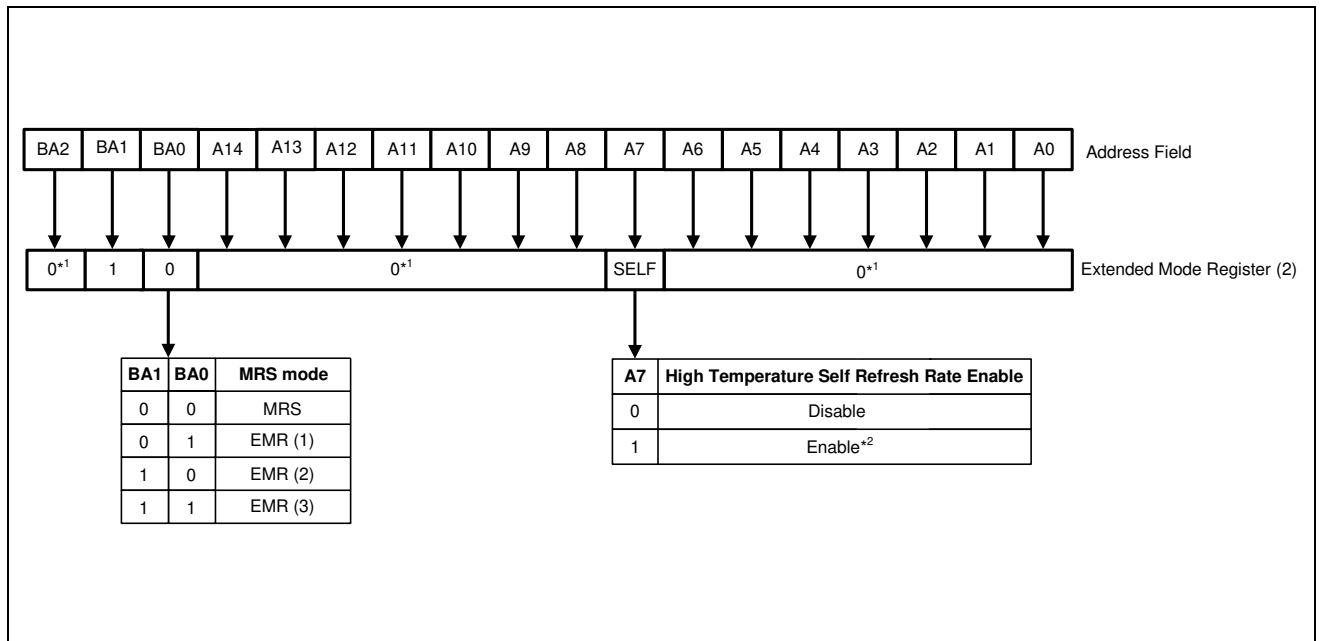 BA2 BA1 BA0 A14 A13 A12 A11 A10 A9 A8 A7 A6 A5 A4 A3 A2 A1 A0 Address Field
0*1 1 0 0*1 SELF 0*1 Extended Mode Register (2)
BA1 BA0 MRS mode
0 0 MRS
0 1 EMR (1)
1 0 EMR (2)
1 1 EMR (3)
A7 High Temperature Self Refresh Rate Enable
0 Disable
1 Enable*2